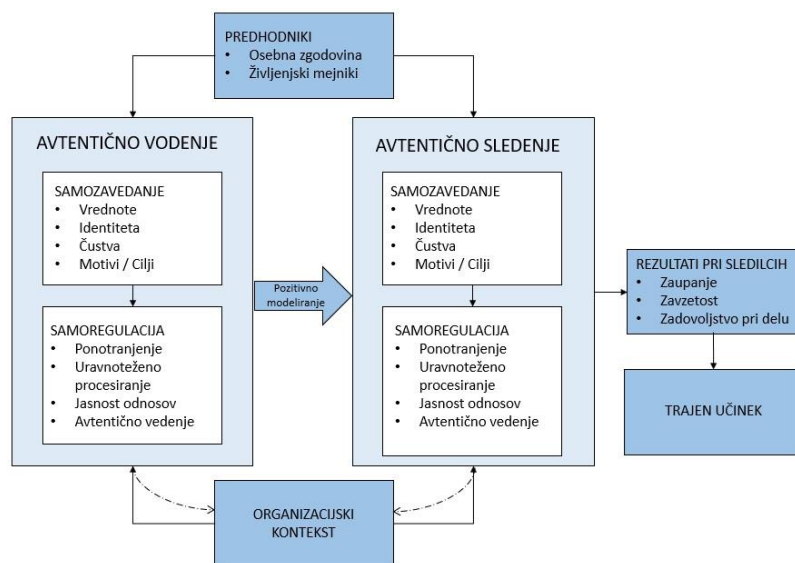 PREDHODNIKI
• Osebna zgodovina
• Življenjski mejniki
AVTENTIČNO VODENJE
SAMOZAVEDANJE
• Vrednote
• Identiteta
• Čustva
• Motivi / Cilji
SAMOREGULACIJA
• Ponotranjenje
• Uravnoteženo
procesiranje
• Jasnost odnosov
• Avtentično vedenje
Pozitivno
modeliranje
AVTENTIČNO SLEDENJE
SAMOZAVEDANJE
• Vrednote
• Identiteta
• Čustva
• Motivi / Cilji
SAMOREGULACIJA
• Ponotranjenje
• Uravnoteženo
procesiranje
• Jasnost odnosov
• Avtentično vedenje
REZULTATI PRI SLEDILCIH
• Zaupanje
• Zavzetost
• Zadovoljstvo pri delu
TRAJEN UČINEK
ORGANIZACIJSKI
KONTEKST